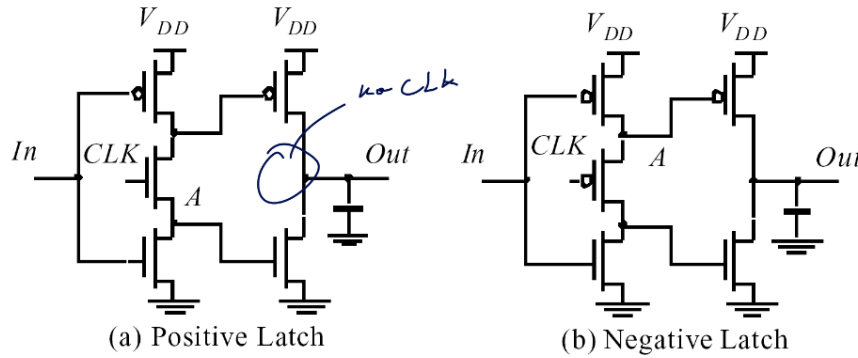 V_DD V_DD V_DD V_DD
no CLK
In CLK Out In CLK A Out
A
(a) Positive Latch (b) Negative Latch